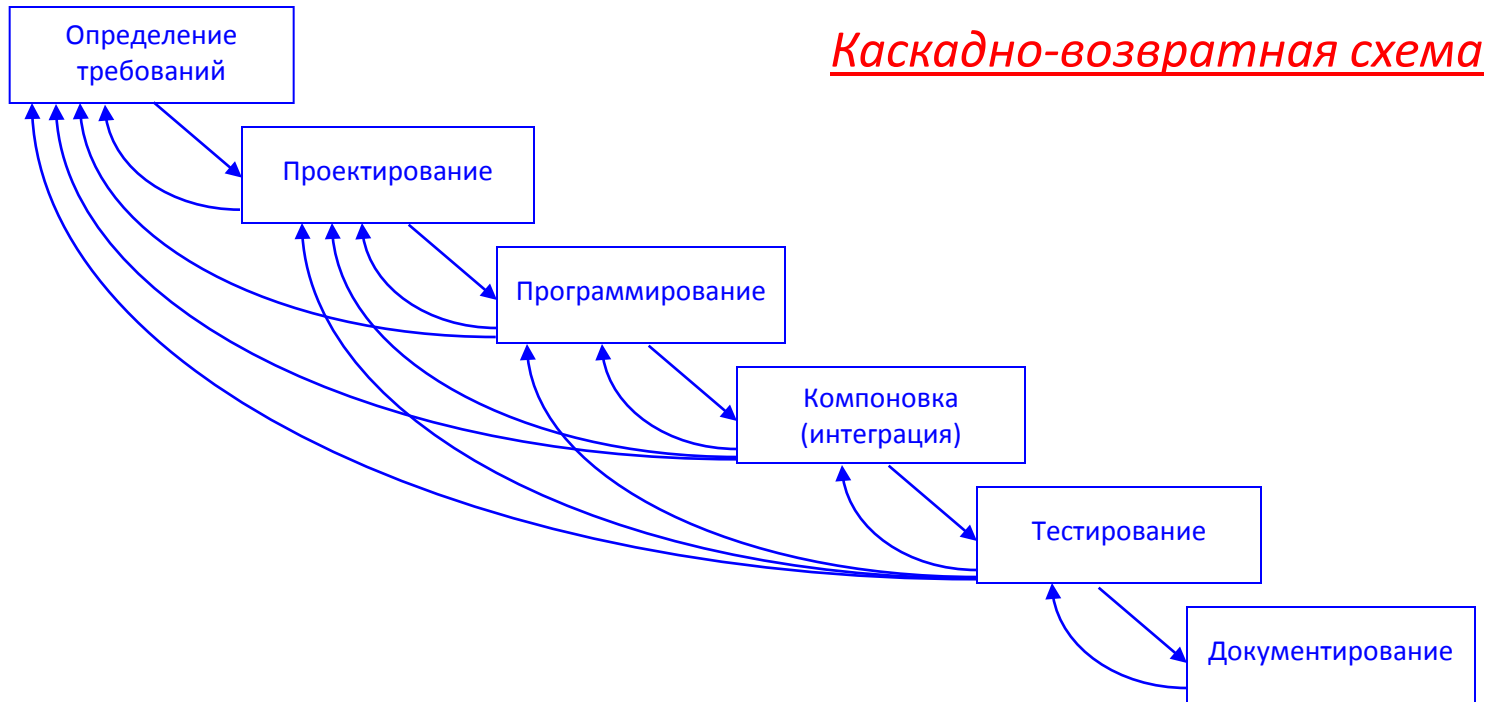 Каскадно-возвратная схема
Определение
требований
Проектирование
Программирование
Компоновка
(интеграция)
Тестирование
Документирование